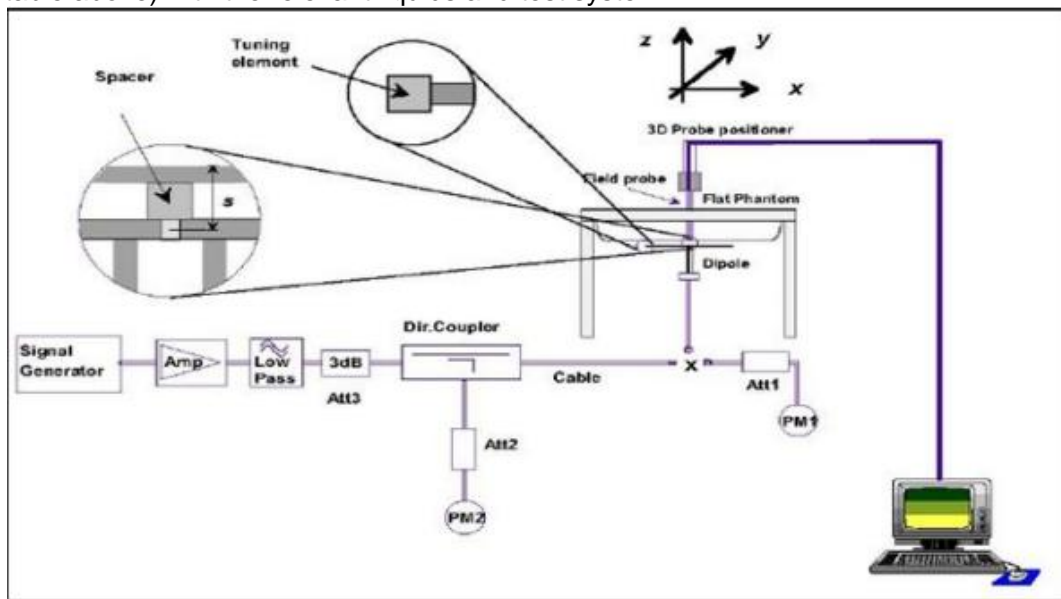 Tuning
element
Spacer
z
y
x
3D Probe positioner
Field probe
Flat Phantom
s
Dipole
Dir.Coupler
Signal
Generator
Amp
Low
Pass
3dB
Att3
Cable
x
Att1
PM1
Att2
PM2